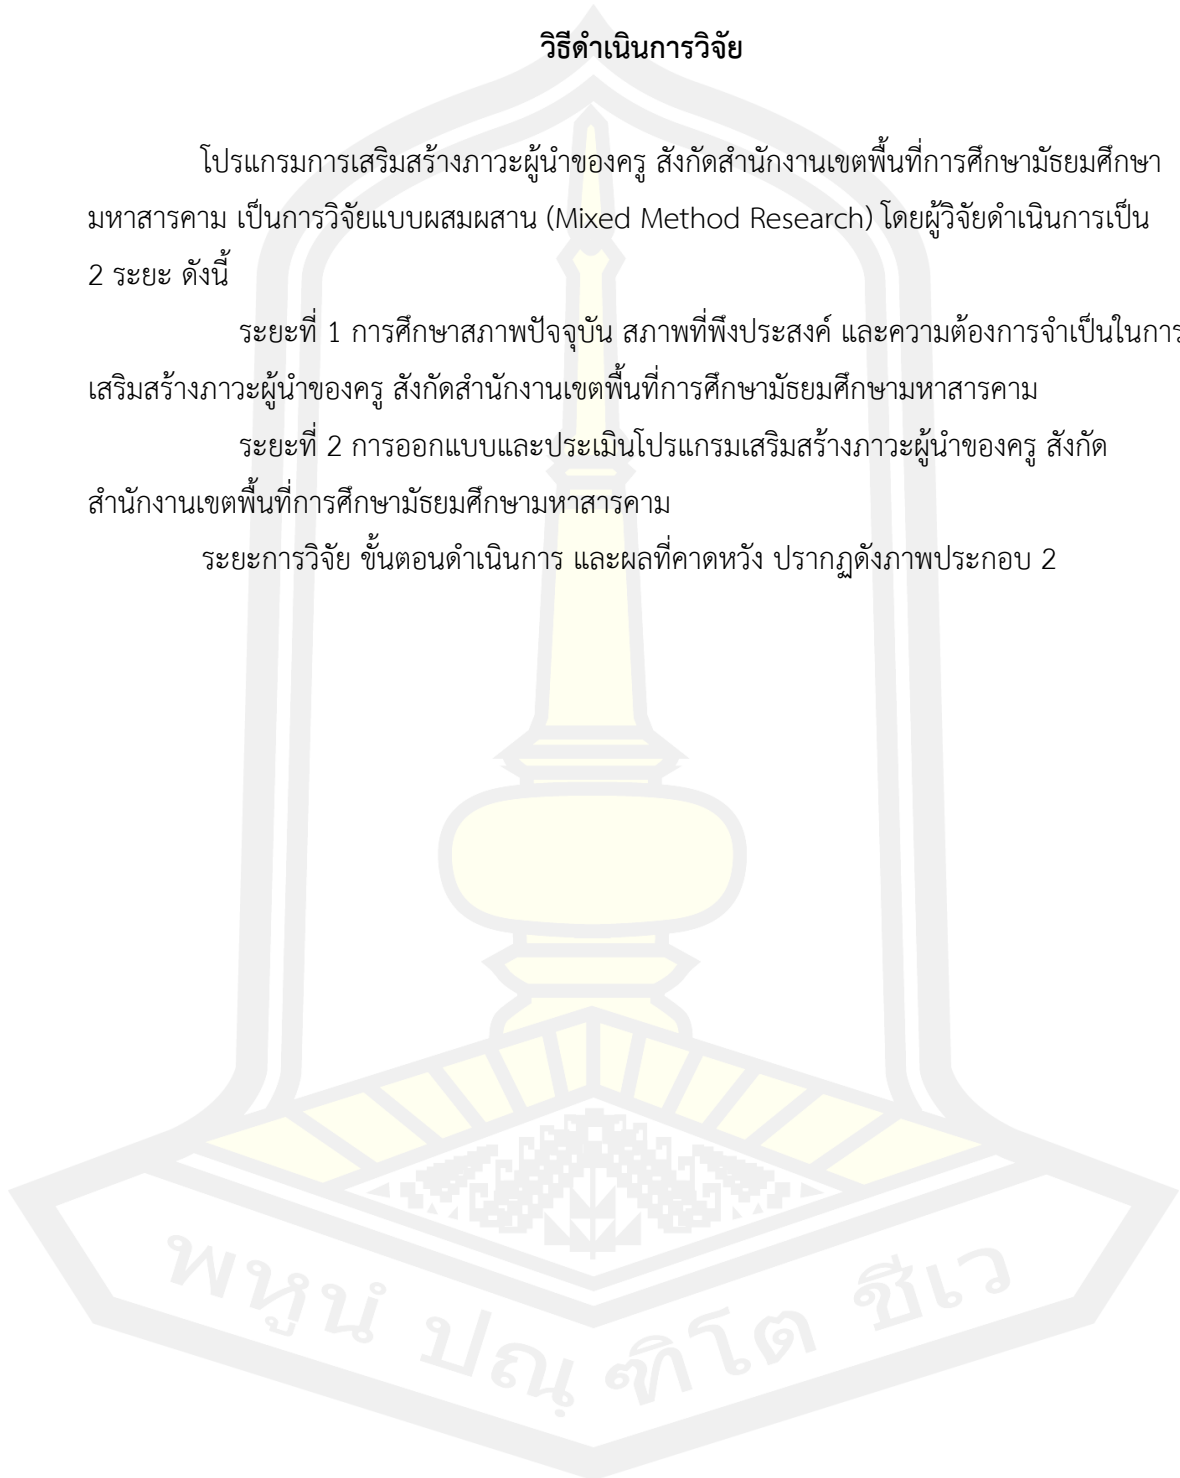 วิธีดำเนินการวิจัย
โปรแกรมการเสริมสร้างภาวะผู้นำของครู สังกัดสำนักงานเขตพื้นที่การศึกษามัธยมศึกษา
มหาสารคาม เป็นการวิจัยแบบผสมผสาน (Mixed Method Research) โดยผู้วิจัยดำเนินการเป็น
2 ระยะ ดังนี้
ระยะที่ 1 การศึกษาสภาพปัจจุบัน สภาพที่พึงประสงค์ และความต้องการจำเป็นในการ
เสริมสร้างภาวะผู้นำของครู สังกัดสำนักงานเขตพื้นที่การศึกษามัธยมศึกษามหาสารคาม
ระยะที่ 2 การออกแบบและประเมินโปรแกรมเสริมสร้างภาวะผู้นำของครู สังกัด
สำนักงานเขตพื้นที่การศึกษามัธยมศึกษามหาสารคาม
ระยะการวิจัย ขั้นตอนดำเนินการ และผลที่คาดหวัง ปรากฏดังภาพประกอบ 2
พหูนํ ปณฺฑิโต ชีเว